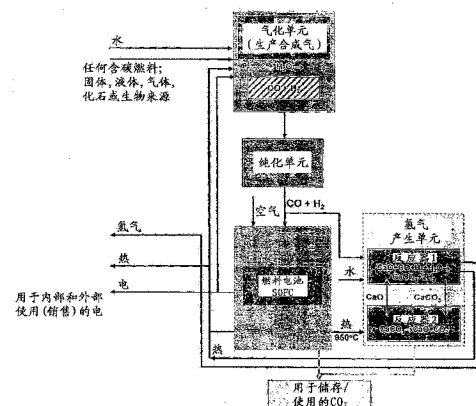 气化单元
(生产合成气)
水
任何含碳燃料;
固体,液体,气体,
化石或生物来源
CO+H₂
纯化单元
CO + H₂
空气
氢气
产生单元
氢气
反应器1
热
水
电
燃料电池
SOFC
CaO
CaCO₃
用于内部和外部
使用(销售)的电
反应器2
热
950°C
热
用于储存/
使用的CO₂